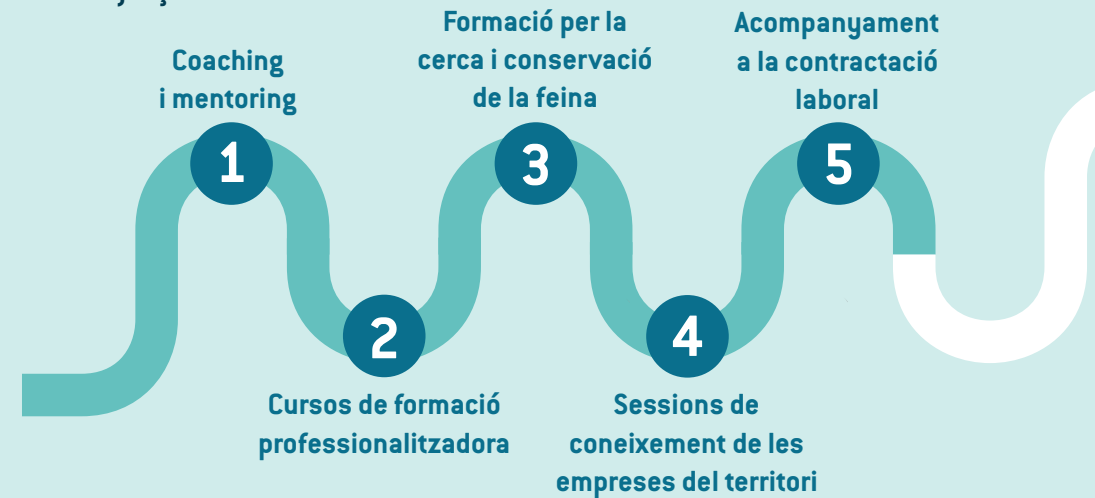 Coaching
i mentoring
1
2
Cursos de formació
professionalitzadora
Formació per la
cerca i conservació
de la feina
3
4
Sessions de
coneixement de les
empreses del territori
Acompanyament
a la contractació
laboral
5